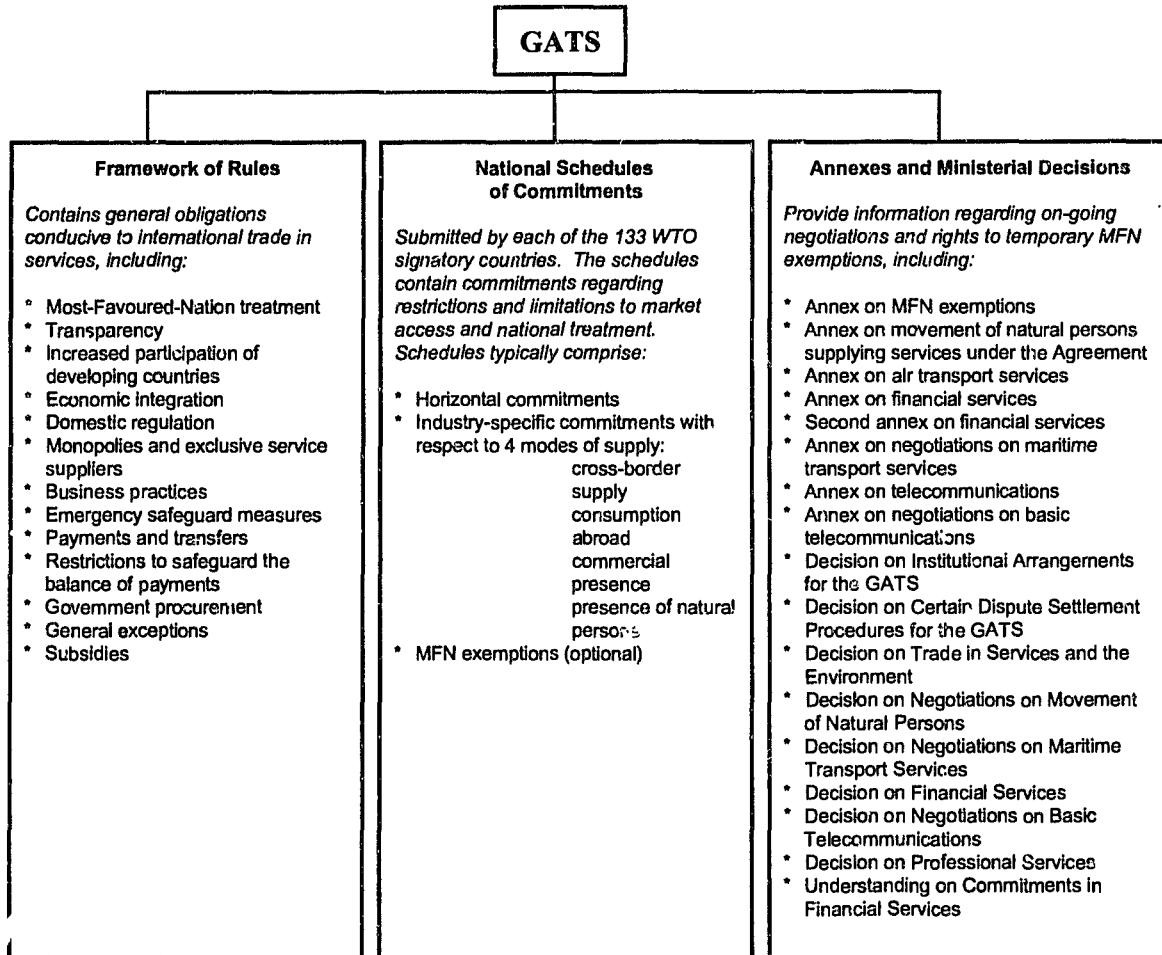 GATS
Framework of Rules
Contains general obligations
conducive to international trade in
services, including:
* Most-Favoured-Nation treatment
* Transparency
* Increased participation of
developing countries
* Economic integration
* Domestic regulation
* Monopolies and exclusive service
suppliers
* Business practices
* Emergency safeguard measures
* Payments and transfers
* Restrictions to safeguard the
balance of payments
* Government procurement
* General exceptions
* Subsidies
National Schedules
of Commitments
Submitted by each of the 133 WTO
signatory countries. The schedules
contain commitments regarding
restrictions and limitations to market
access and national treatment.
Schedules typically comprise:
* Horizontal commitments
* Industry-specific commitments with
respect to 4 modes of supply:
cross-border
supply
consumption
abroad
commercial
presence
presence of natural
persons
* MFN exemptions (optional)
Annexes and Ministerial Decisions
Provide information regarding on-going
negotiations and rights to temporary MFN
exemptions, including:
* Annex on MFN exemptions
* Annex on movement of natural persons
supplying services under the Agreement
* Annex on air transport services
* Annex on financial services
* Second annex on financial services
* Annex on negotiations on maritime
transport services
* Annex on telecommunications
* Annex on negotiations on basic
telecommunications
* Decision on Institutional Arrangements
for the GATS
* Decision on Certain Dispute Settlement
Procedures for the GATS
* Decision on Trade in Services and the
Environment
* Decision on Negotiations on Movement
of Natural Persons
* Decision on Negotiations on Maritime
Transport Services
* Decision on Financial Services
* Decision on Negotiations on Basic
Telecommunications
* Decision on Professional Services
* Understanding on Commitments in
Financial Services